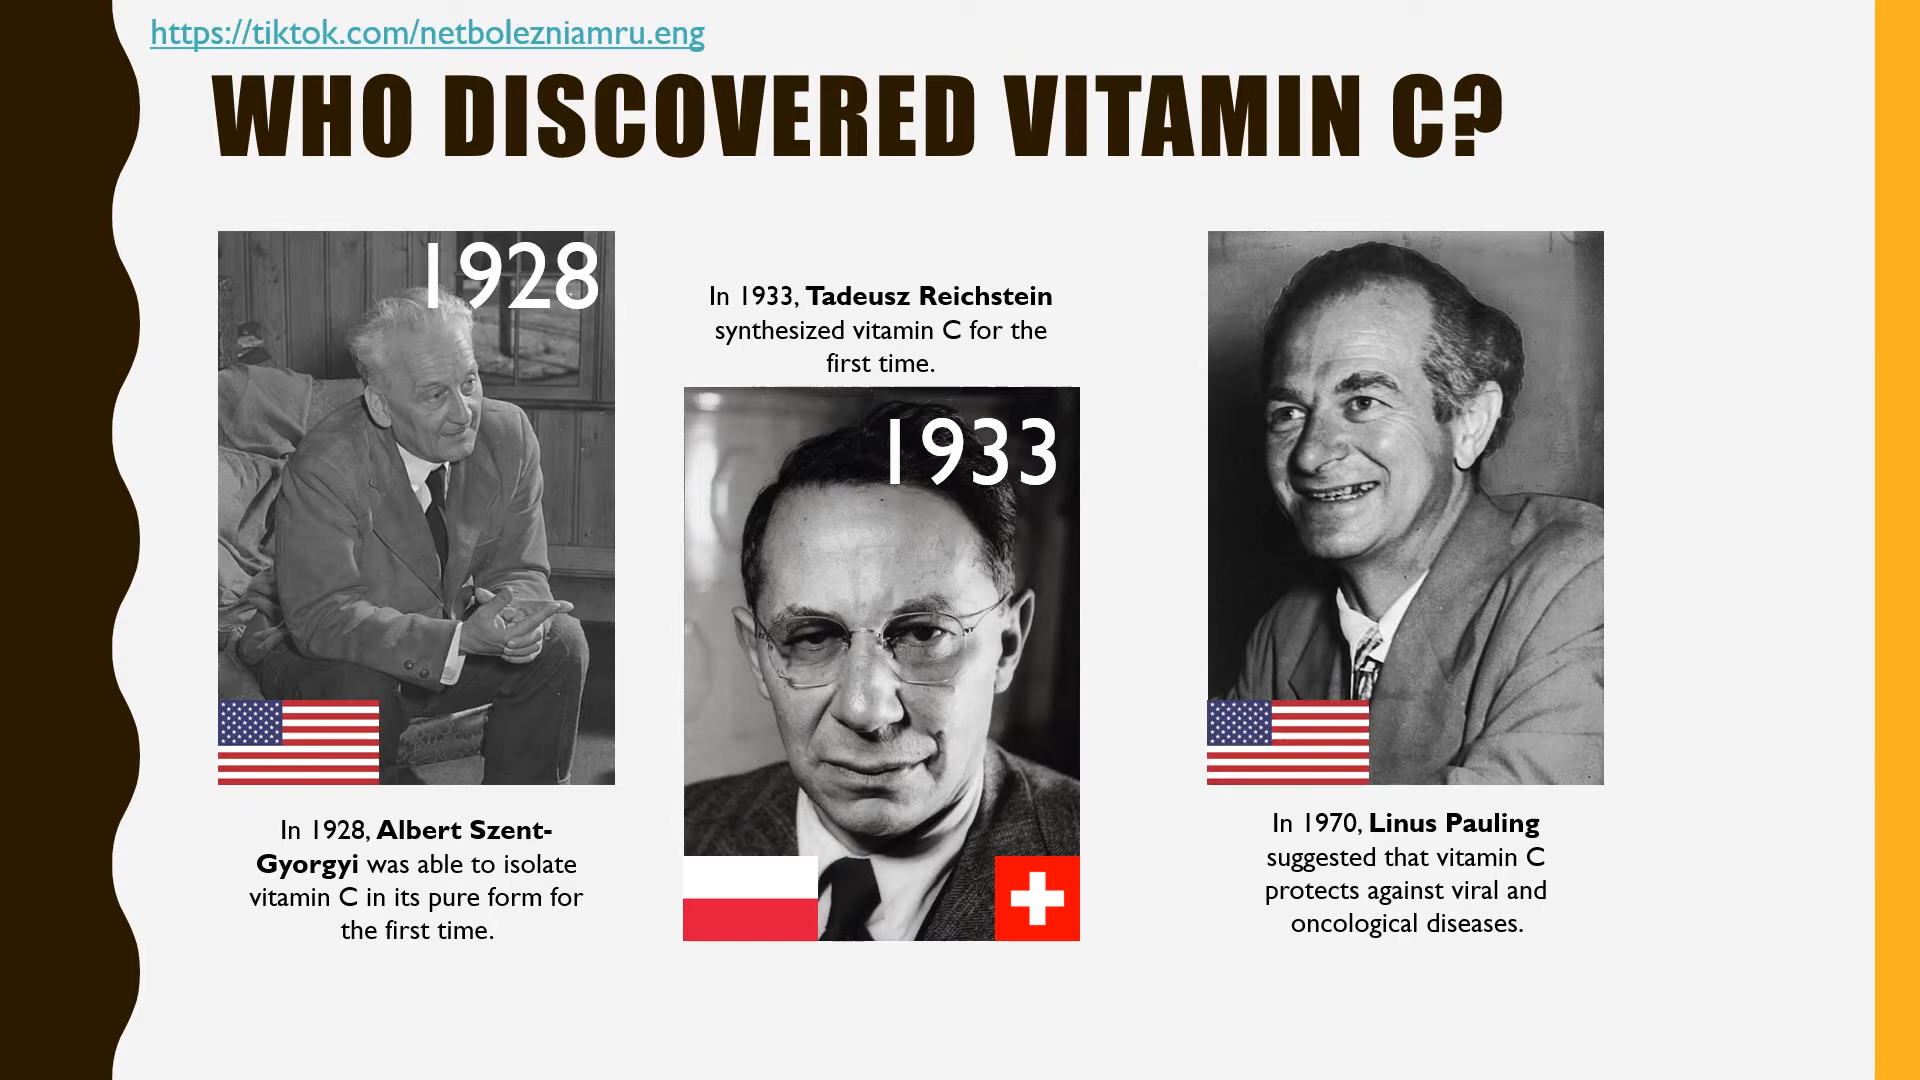 https://tiktok.com/netbolezniamru.eng
WHO DISCOVERED VITAMIN C?
1928
In 1928, Albert Szent-
Gyorgyi was able to isolate
vitamin C in its pure form for
the first time.
In 1933, Tadeusz Reichstein
synthesized vitamin C for the
first time.
1933
In 1970, Linus Pauling
suggested that vitamin C
protects against viral and
oncological diseases.